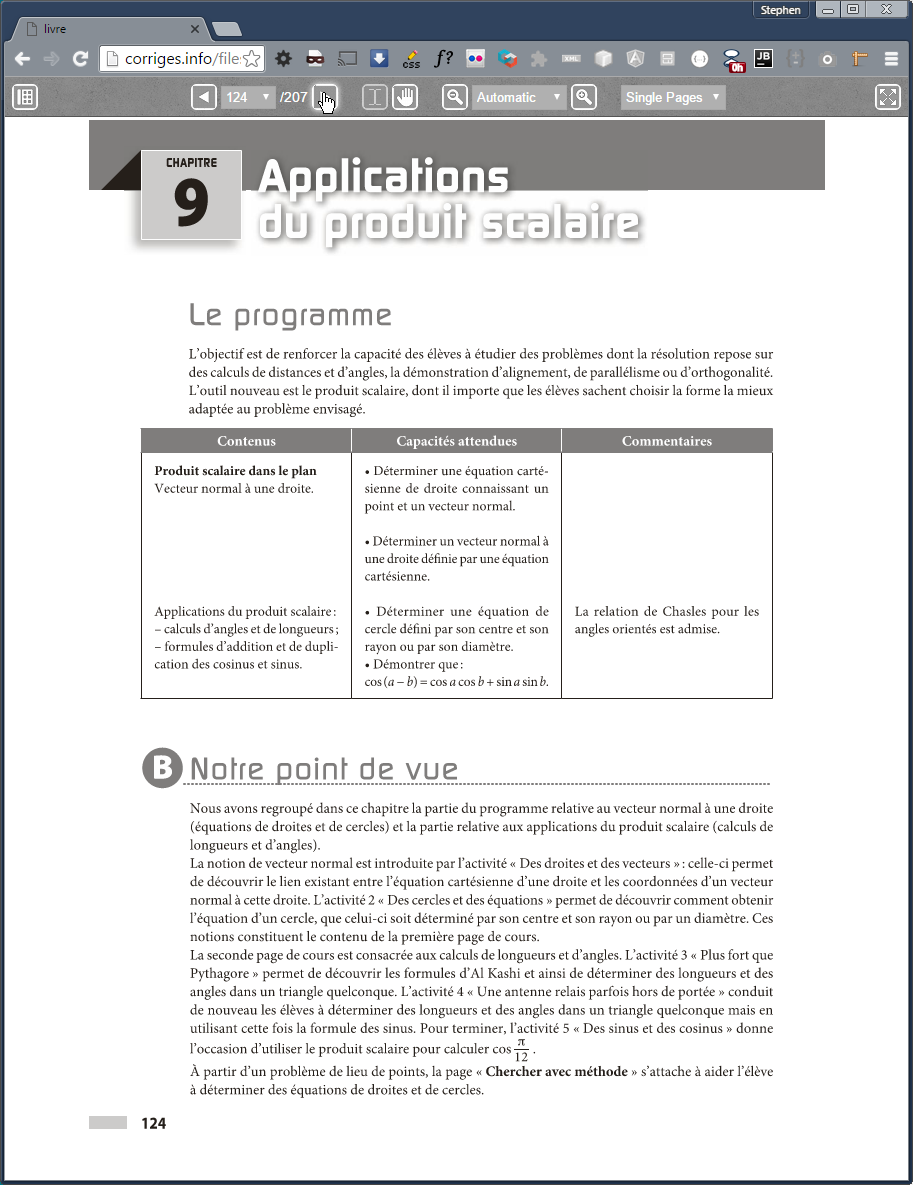 Stephen
livre
corriges.info/file
css
f?
XML
JB
0h
124 /207 Automatic Single Pages
CHAPITRE
9
Applications
du produit scalaire
Le programme
L'objectif est de renforcer la capacité des élèves à étudier des problèmes dont la résolution repose sur
des calculs de distances et d'angles, la démonstration d'alignement, de parallélisme ou d'orthogonalité.
L'outil nouveau est le produit scalaire, dont il importe que les élèves sachent choisir la forme la mieux
adaptée au problème envisagé.
Contenus Capacités attendues Commentaires
Produit scalaire dans le plan
Vecteur normal à une droite.
• Déterminer une équation carté-
sienne de droite connaissant un
point et un vecteur normal.
• Déterminer un vecteur normal à
une droite définie par une équation
cartésienne.
Applications du produit scalaire :
– calculs d'angles et de longueurs ;
– formules d'addition et de dupli-
cation des cosinus et sinus.
• Déterminer une équation de
cercle défini par son centre et son
rayon ou par son diamètre.
• Démontrer que :
cos (a – b) = cos a cos b + sin a sin b.
La relation de Chasles pour les
angles orientés est admise.
B Notre point de vue
Nous avons regroupé dans ce chapitre la partie du programme relative au vecteur normal à une droite
(équations de droites et de cercles) et la partie relative aux applications du produit scalaire (calculs de
longueurs et d'angles).
La notion de vecteur normal est introduite par l'activité « Des droites et des vecteurs » : celle-ci permet
de découvrir le lien existant entre l'équation cartésienne d'une droite et les coordonnées d'un vecteur
normal à cette droite. L'activité 2 « Des cercles et des équations » permet de découvrir comment obtenir
l'équation d'un cercle, que celui-ci soit déterminé par son centre et son rayon ou par un diamètre. Ces
notions constituent le contenu de la première page de cours.
La seconde page de cours est consacrée aux calculs de longueurs et d'angles. L'activité 3 « Plus fort que
Pythagore » permet de découvrir les formules d'Al Kashi et ainsi de déterminer des longueurs et des
angles dans un triangle quelconque. L'activité 4 « Une antenne relais parfois hors de portée » conduit
de nouveau les élèves à déterminer des longueurs et des angles dans un triangle quelconque mais en
utilisant cette fois la formule des sinus. Pour terminer, l'activité 5 « Des sinus et des cosinus » donne
l'occasion d'utiliser le produit scalaire pour calculer cos π/12 .
À partir d'un problème de lieu de points, la page « Chercher avec méthode » s'attache à aider l'élève
à déterminer des équations de droites et de cercles.
124